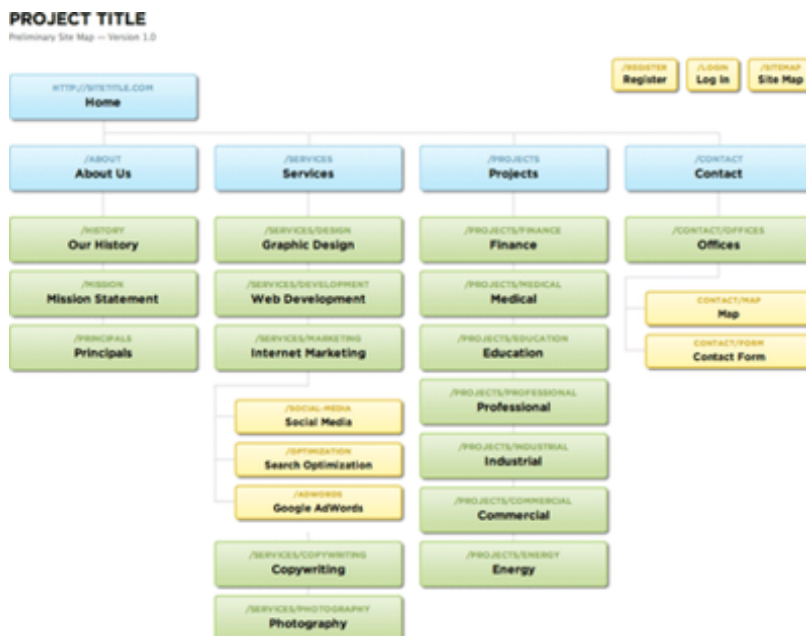 PROJECT TITLE
Preliminary Site Map — Version 1.0
/REGISTER
Register
/LOGIN
Log In
/SITEMAP
Site Map
HTTP://SITETITLE.COM
Home
/ABOUT
About Us
/SERVICES
Services
/PROJECTS
Projects
/CONTACT
Contact
/HISTORY
Our History
/MISSION
Mission Statement
/PRINCIPALS
Principals
/SERVICES/DESIGN
Graphic Design
/SERVICES/DEVELOPMENT
Web Development
/SERVICES/MARKETING
Internet Marketing
/SOCIAL-MEDIA
Social Media
/OPTIMIZATION
Search Optimization
/ADWORDS
Google AdWords
/SERVICES/COPYWRITING
Copywriting
/SERVICES/PHOTOGRAPHY
Photography
/PROJECTS/FINANCE
Finance
/PROJECTS/MEDICAL
Medical
/PROJECTS/EDUCATION
Education
/PROJECTS/PROFESSIONAL
Professional
/PROJECTS/INDUSTRIAL
Industrial
/PROJECTS/COMMERCIAL
Commercial
/PROJECTS/ENERGY
Energy
/CONTACT/OFFICES
Offices
CONTACT/MAP
Map
CONTACT/FORM
Contact Form